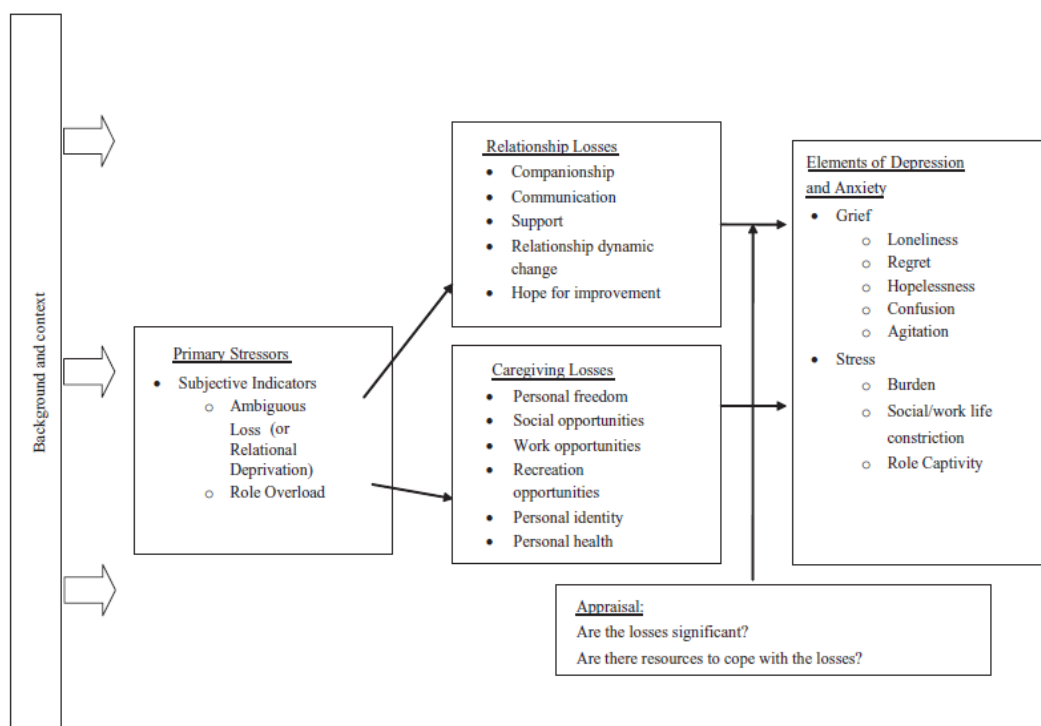 Background and context
Primary Stressors
• Subjective Indicators
o Ambiguous
Loss (or
Relational
Deprivation)
o Role Overload
Relationship Losses
• Companionship
• Communication
• Support
• Relationship dynamic
change
• Hope for improvement
Caregiving Losses
• Personal freedom
• Social opportunities
• Work opportunities
• Recreation
opportunities
• Personal identity
• Personal health
Elements of Depression
and Anxiety
• Grief
o Loneliness
o Regret
o Hopelessness
o Confusion
o Agitation
• Stress
o Burden
o Social/work life
constriction
o Role Captivity
Appraisal:
Are the losses significant?
Are there resources to cope with the losses?